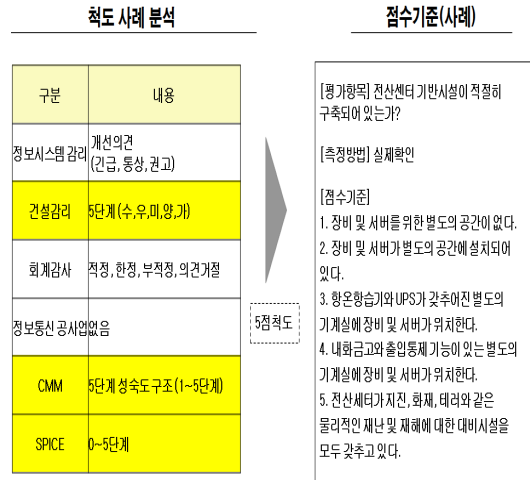 척도 사례 분석
점수기준(사례)
구분 내용
정보시스템 감리 개선의견
(긴급, 통상, 권고)
건설감리 5단계 (수,우,미,양,가)
회계감사 적정, 한정, 부적정, 의견거절
정보통신 공사업 없음
CMM 5단계 성숙도 구조 (1~5단계)
SPICE 0~5단계
5점척도
[평가항목] 전산센터 기반시설이 적절히
구축되어 있는가?
[측정방법] 실제확인
[점수기준]
1. 장비 및 서버를 위한 별도의 공간이 없다.
2. 장비 및 서버가 별도의 공간에 설치되어
있다.
3. 항온항습기와 UPS가 갖추어진 별도의
기계실에 장비 및 서버가 위치한다.
4. 내화금고와 출입통제 기능이 있는 별도의
기계실에 장비 및 서버가 위치한다.
5. 전산세터가 지진, 화재, 테러와 같은
물리적인 재난 및 재해에 대한 대비시설을
모두 갖추고 있다.